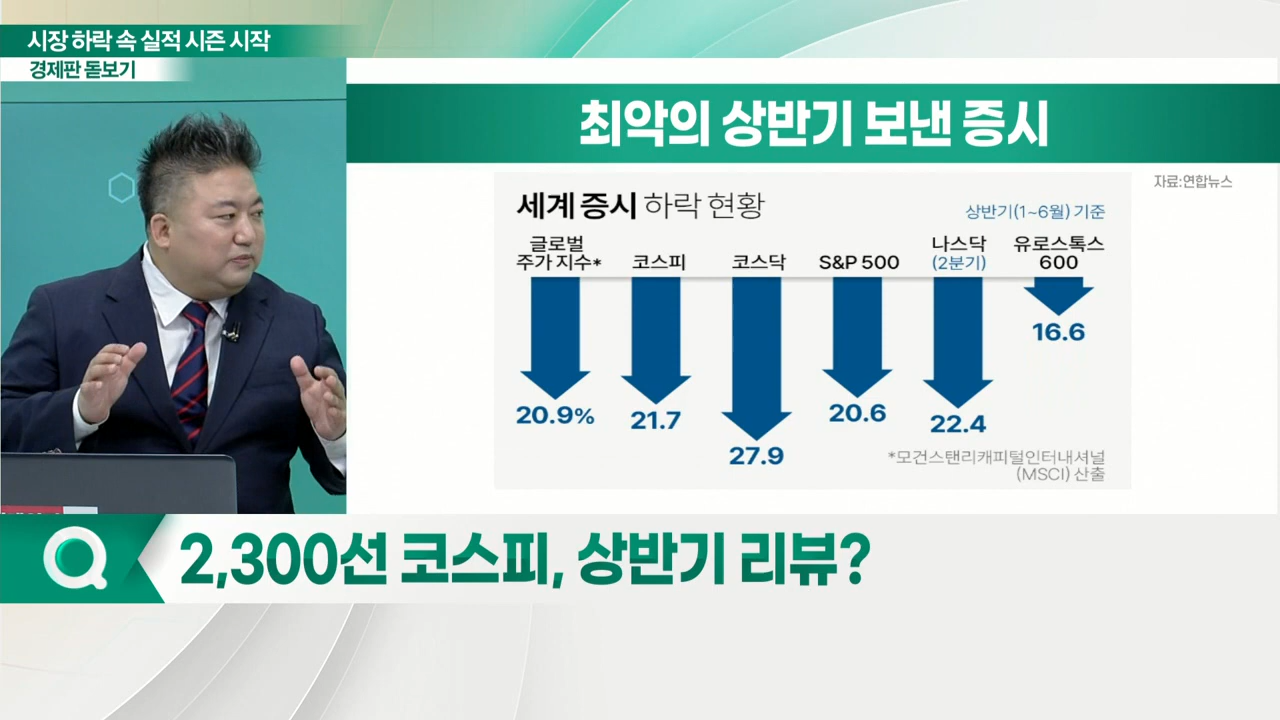 시장 하락 속 실적 시즌 시작
경제판 돋보기
최악의 상반기 보낸 증시
자료:연합뉴스
세계 증시 하락 현황
상반기(1~6월) 기준
글로벌
주가 지수*
코스피
코스닥
S&P 500
나스닥
(2분기)
유로스톡스
600
20.9%
21.7
27.9
20.6
22.4
16.6
*모건스탠리캐피털인터내셔널
(MSCI) 산출
2,300선 코스피, 상반기 리뷰?